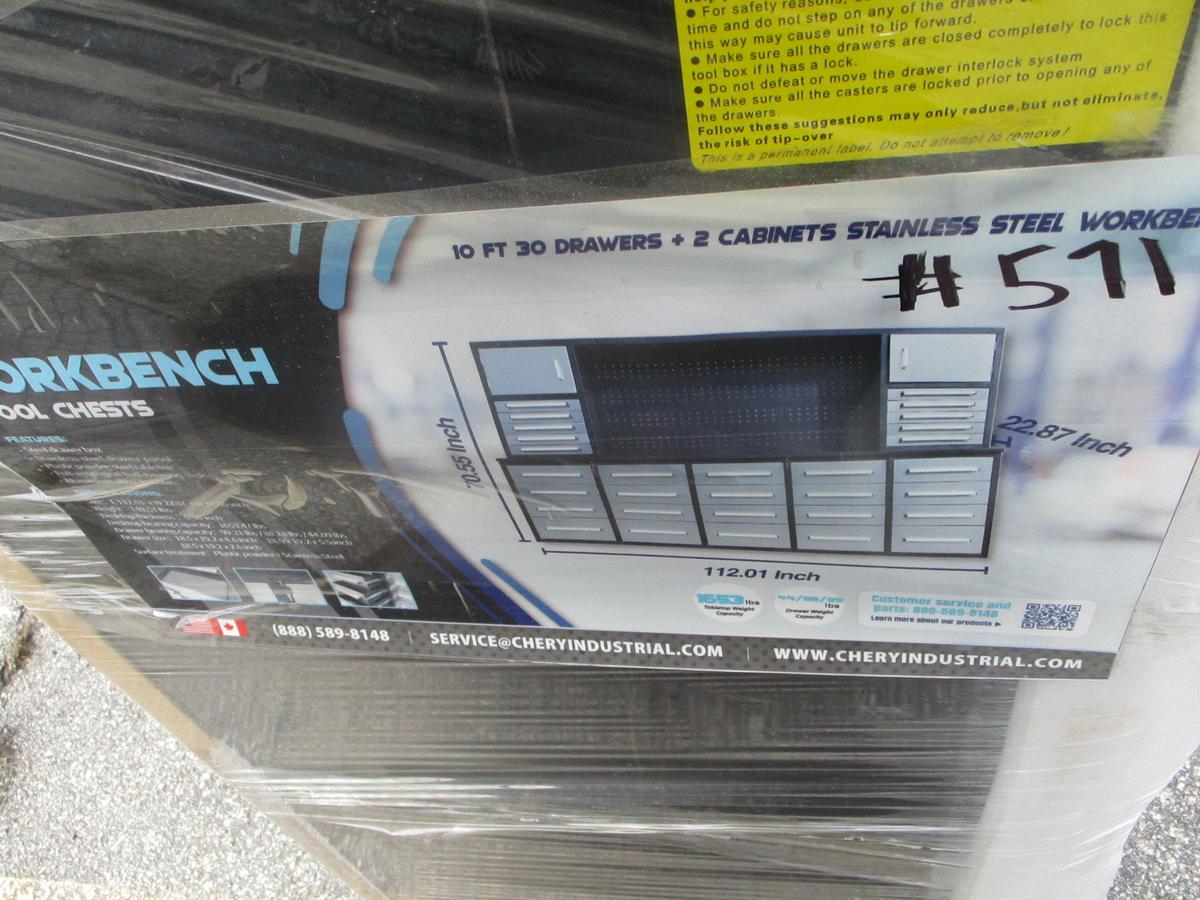 ● For safety reasons,
time and do not step on any of the drawers
this way may cause unit to tip forward.
● Make sure all the drawers are closed completely to lock this
tool box if it has a lock.
● Do not defeat or move the drawer interlock system
● Make sure all the casters are locked prior to opening any of
the drawers.
Follow these suggestions may only reduce,but not eliminate,
the risk of tip-over
This is a permanent label. Do not attempt to remove!
10 FT 30 DRAWERS + 2 CABINETS STAINLESS STEEL WORKBE
#571
ORKBENCH
OOL CHESTS
FEATURES:
70.55 Inch
22.87 Inch
112.01 Inch
1653 lbs
Tabletop Weight
Capacity
44/88/99
lbs
Drawer Weight
Capacity
Customer service and
parts: 888-589-8148
Learn more about our products ▶
(888) 589-8148 | SERVICE@CHERYINDUSTRIAL.COM | WWW.CHERYINDUSTRIAL.COM